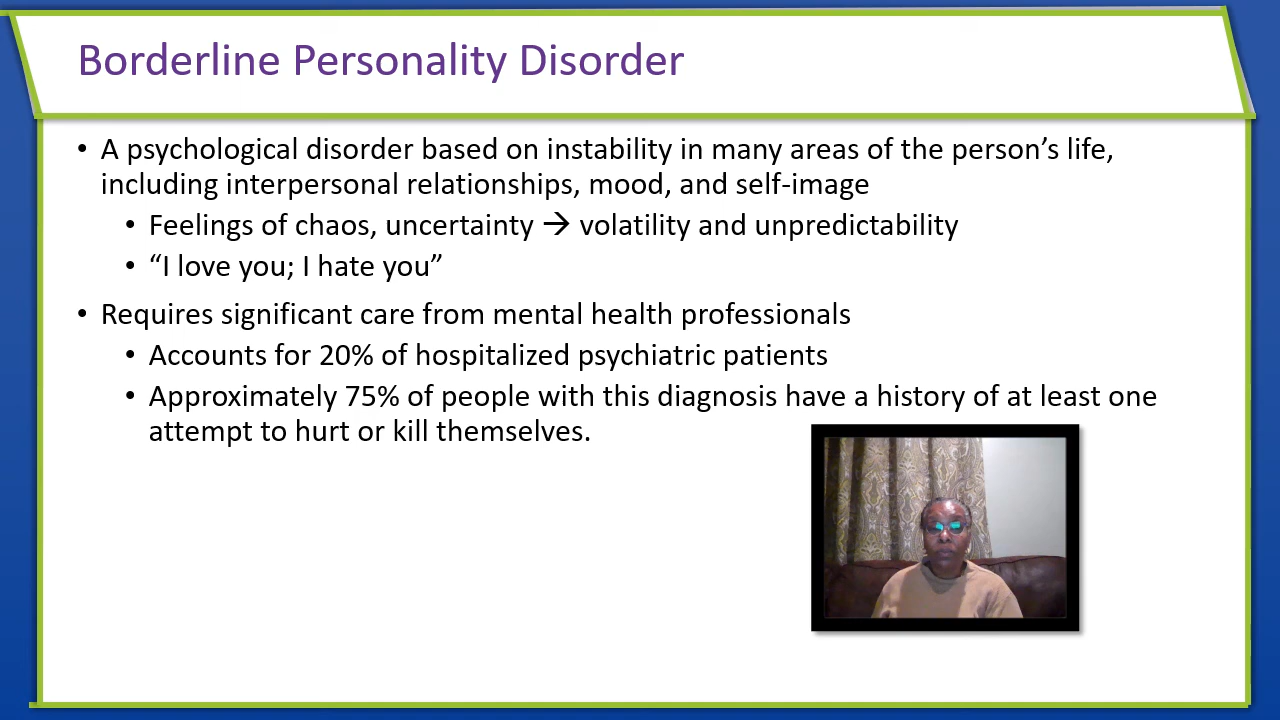 Borderline Personality Disorder
• A psychological disorder based on instability in many areas of the person’s life,
including interpersonal relationships, mood, and self-image
• Feelings of chaos, uncertainty → volatility and unpredictability
• “I love you; I hate you”
• Requires significant care from mental health professionals
• Accounts for 20% of hospitalized psychiatric patients
• Approximately 75% of people with this diagnosis have a history of at least one
attempt to hurt or kill themselves.